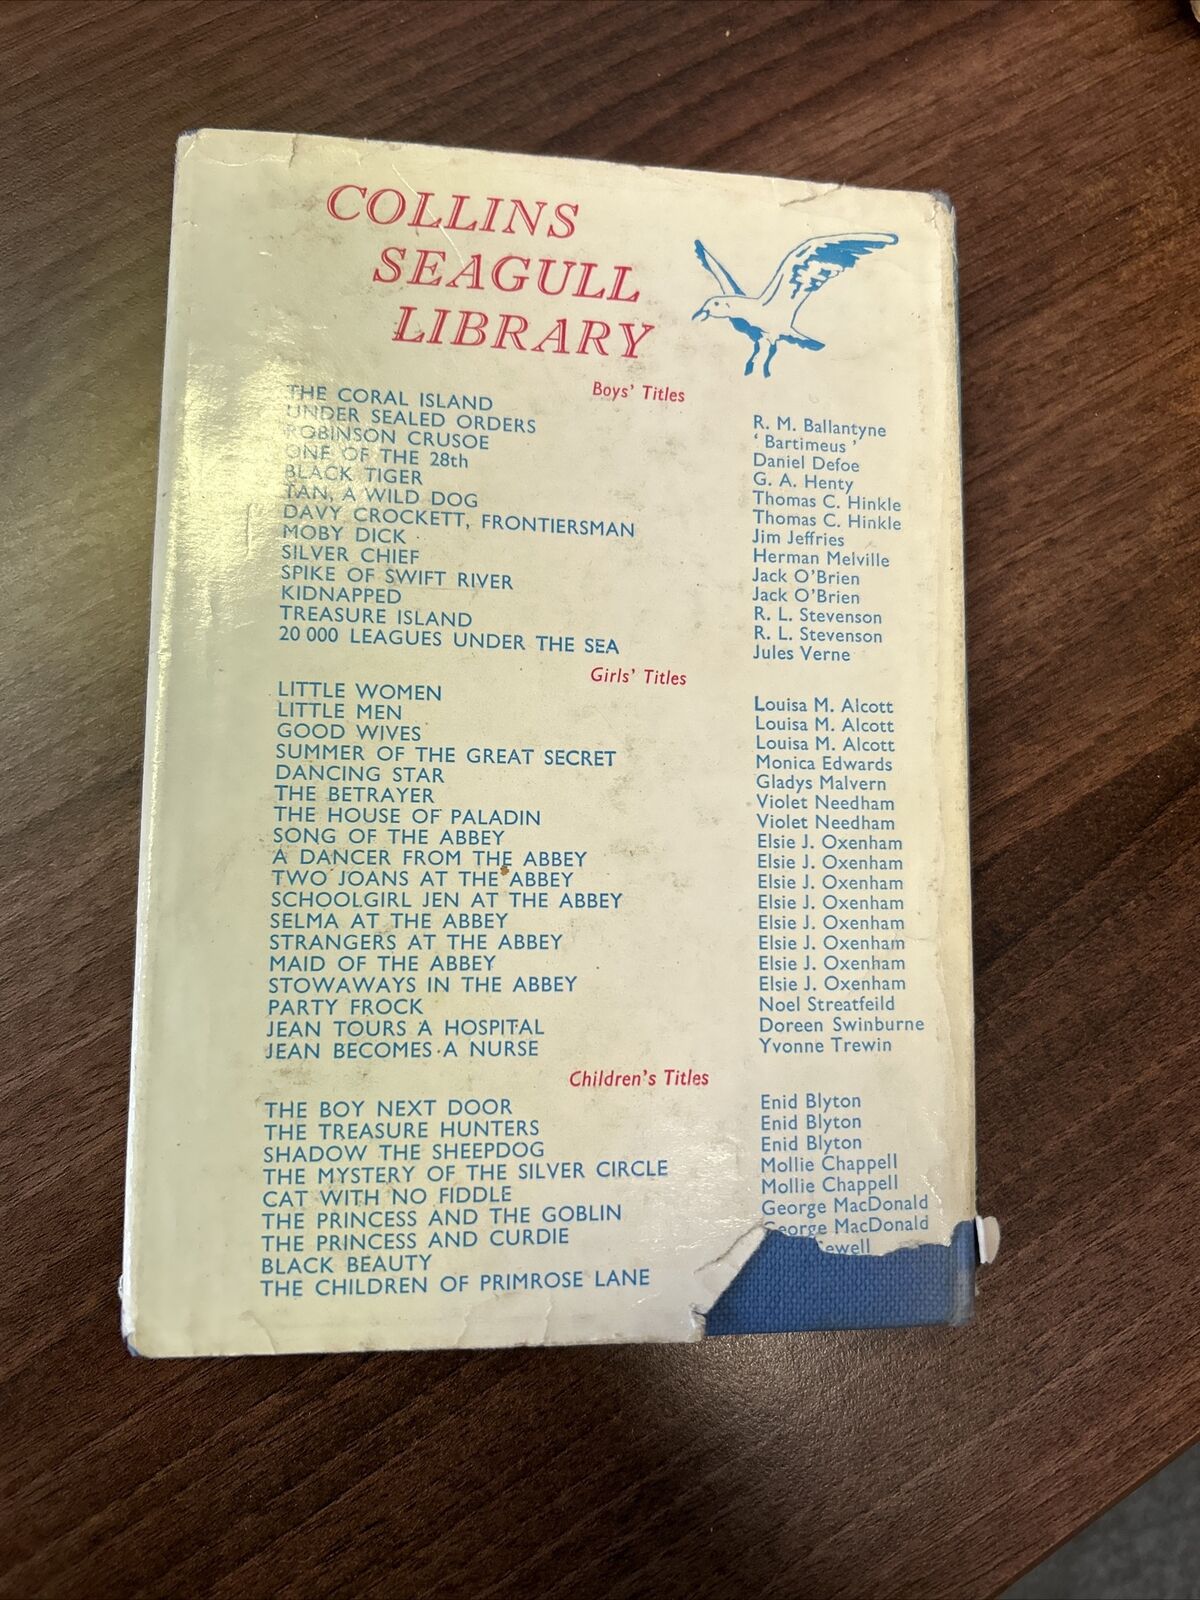 COLLINS
SEAGULL
LIBRARY
Boys' Titles
THE CORAL ISLAND R. M. Ballantyne
UNDER SEALED ORDERS ' Bartimeus '
ROBINSON CRUSOE Daniel Defoe
ONE OF THE 28th G. A. Henty
BLACK TIGER Thomas C. Hinkle
TAN, A WILD DOG Thomas C. Hinkle
DAVY CROCKETT, FRONTIERSMAN Jim Jeffries
MOBY DICK Herman Melville
SILVER CHIEF Jack O'Brien
SPIKE OF SWIFT RIVER Jack O'Brien
KIDNAPPED R. L. Stevenson
TREASURE ISLAND R. L. Stevenson
20 000 LEAGUES UNDER THE SEA Jules Verne
Girls' Titles
LITTLE WOMEN Louisa M. Alcott
LITTLE MEN Louisa M. Alcott
GOOD WIVES Louisa M. Alcott
SUMMER OF THE GREAT SECRET Monica Edwards
DANCING STAR Gladys Malvern
THE BETRAYER Violet Needham
THE HOUSE OF PALADIN Violet Needham
SONG OF THE ABBEY Elsie J. Oxenham
A DANCER FROM THE ABBEY Elsie J. Oxenham
TWO JOANS AT THE ABBEY Elsie J. Oxenham
SCHOOLGIRL JEN AT THE ABBEY Elsie J. Oxenham
SELMA AT THE ABBEY Elsie J. Oxenham
STRANGERS AT THE ABBEY Elsie J. Oxenham
MAID OF THE ABBEY Elsie J. Oxenham
STOWAWAYS IN THE ABBEY Elsie J. Oxenham
PARTY FROCK Noel Streatfeild
JEAN TOURS A HOSPITAL Doreen Swinburne
JEAN BECOMES A NURSE Yvonne Trewin
Children's Titles
THE BOY NEXT DOOR Enid Blyton
THE TREASURE HUNTERS Enid Blyton
SHADOW THE SHEEPDOG Enid Blyton
THE MYSTERY OF THE SILVER CIRCLE Mollie Chappell
CAT WITH NO FIDDLE Mollie Chappell
THE PRINCESS AND THE GOBLIN George MacDonald
THE PRINCESS AND CURDIE George MacDonald
BLACK BEAUTY Sewell
THE CHILDREN OF PRIMROSE LANE